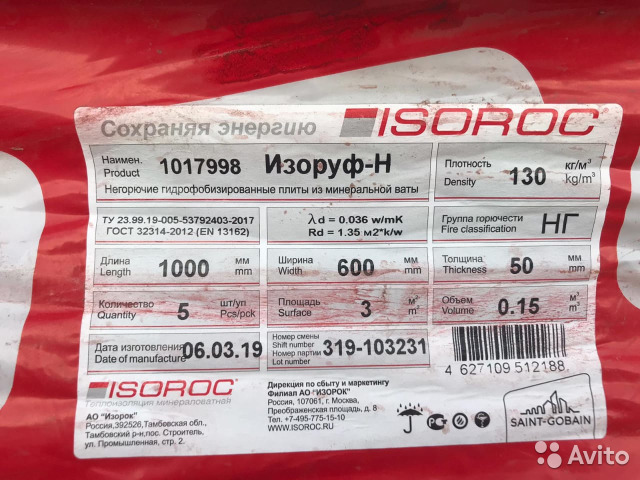 Сохраняя энергию ISOROC
Наимен. Product 1017998 Изоруф-Н
Негорючие гидрофобизированные плиты из минеральной ваты
Плотность Density 130 кг/м³ kg/m³
ТУ 23.99.19-005-53792403-2017
ГОСТ 32314-2012 (EN 13162)
λd = 0.036 w/mK
Rd = 1.35 м2*k/w
Группа горючести Fire classification НГ
Длина Length 1000 мм mm
Ширина Width 600 мм mm
Толщина Thickness 50 мм mm
Количество Quantity 5 шт/уп Pcs/pck
Площадь Surface 3 м² m²
Объем Volume 0.15 м³ m³
Дата изготовления Date of manufacture 06.03.19
Номер смены
Shift number
Номер партии
Lot number
319-103231
4 627109 512188
ISOROC
Теплоизоляция минераловатная
АО "Изорок"
Россия,392526,Тамбовская обл.,
Тамбовский р-н,пос. Строитель,
ул. Промышленная, стр. 2.
Дирекция по сбыту и маркетингу
Филиал АО "ИЗОРОК"
Россия, 107061, г. Москва,
Преображенская площадь, д. 8
Тел.: +7-495-775-15-10
WWW.ISOROC.RU
SAINT-GOBAIN
Avito